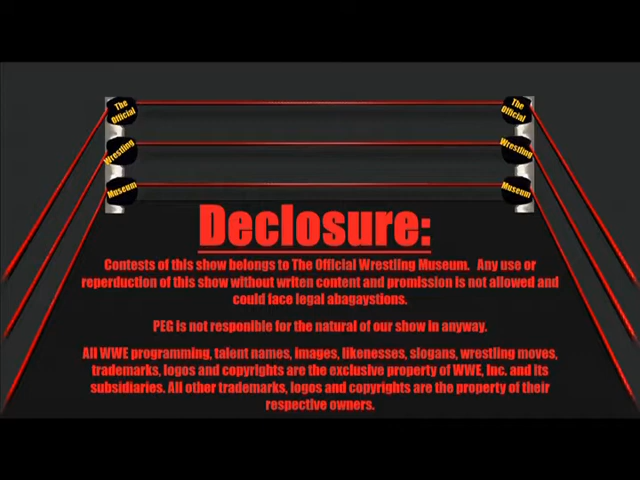 The Official
The Official
Wrestling
Wrestling
Museum
Museum
Declosure:
Contests of this show belongs to The Official Wrestling Museum. Any use or
reperduction of this show without writen content and promission is not allowed and
could face legal abagaystions.
PEG is not responible for the natural of our show in anyway.
All WWE programming, talent names, images, likenesses, slogans, wrestling moves,
trademarks, logos and copyrights are the exclusive property of WWE, Inc. and its
subsidiaries. All other trademarks, logos and copyrights are the property of their
respective owners.